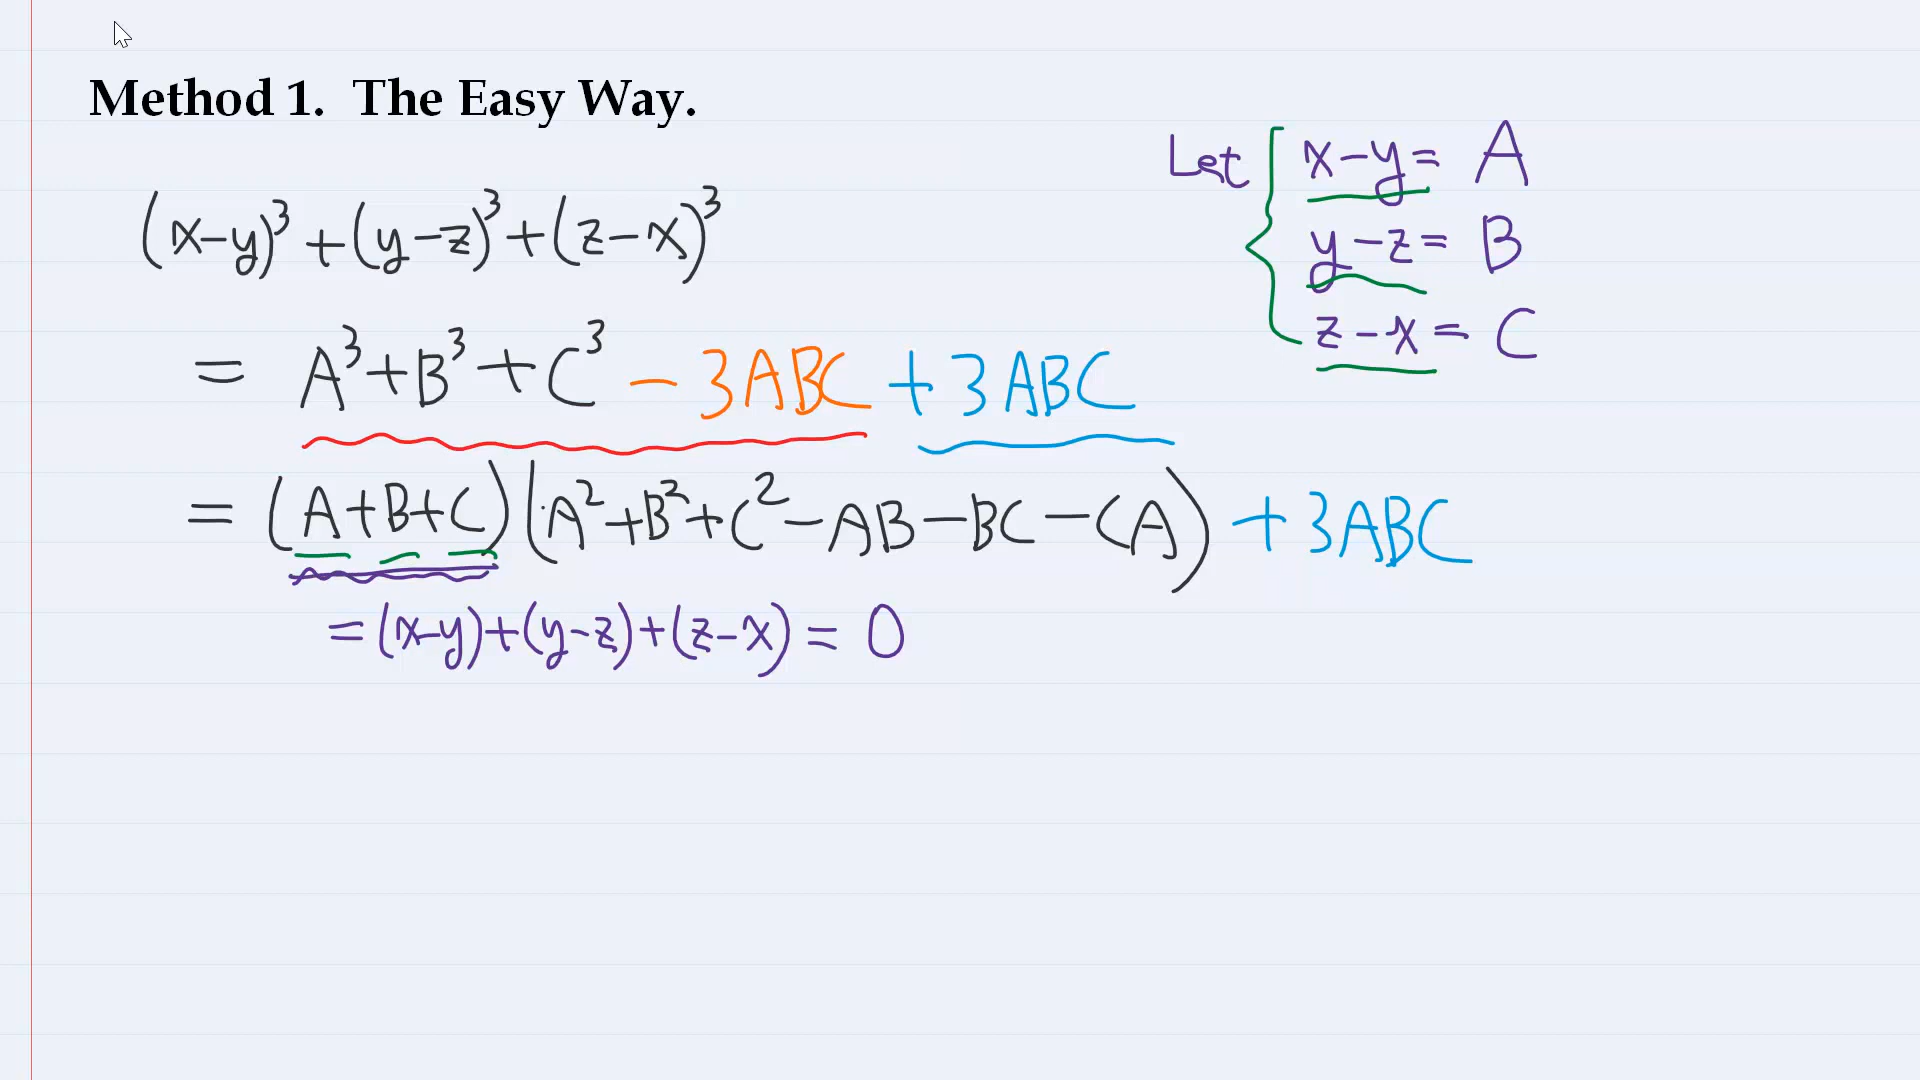 Method 1. The Easy Way.
Let { x-y = A
y-z = B
z-x = C
(x-y)³+(y-z)³+(z-x)³
= A³+B³+C³ - 3ABC + 3ABC
= (A+B+C)(A²+B²+C²-AB-BC-CA) + 3ABC
= (x-y)+(y-z)+(z-x) = 0